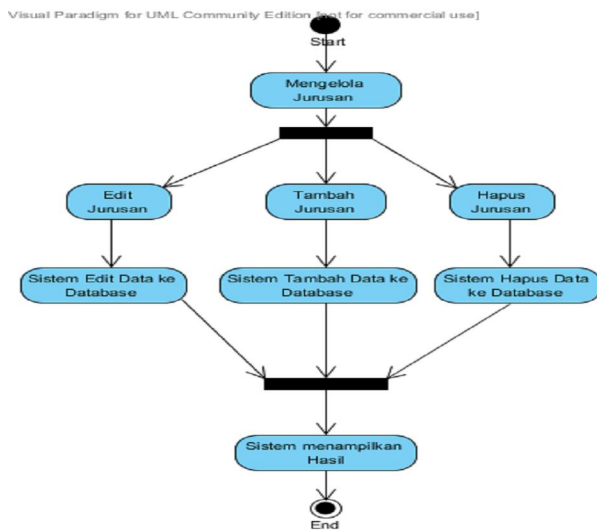 Visual Paradigm for UML Community Edition [not for commercial use]
Start
Mengelola
Jurusan
Edit
Jurusan
Tambah
Jurusan
Hapus
Jurusan
Sistem Edit Data ke
Database
Sistem Tambah Data ke
Database
Sistem Hapus Data
ke Database
Sistem menampilkan
Hasil
End